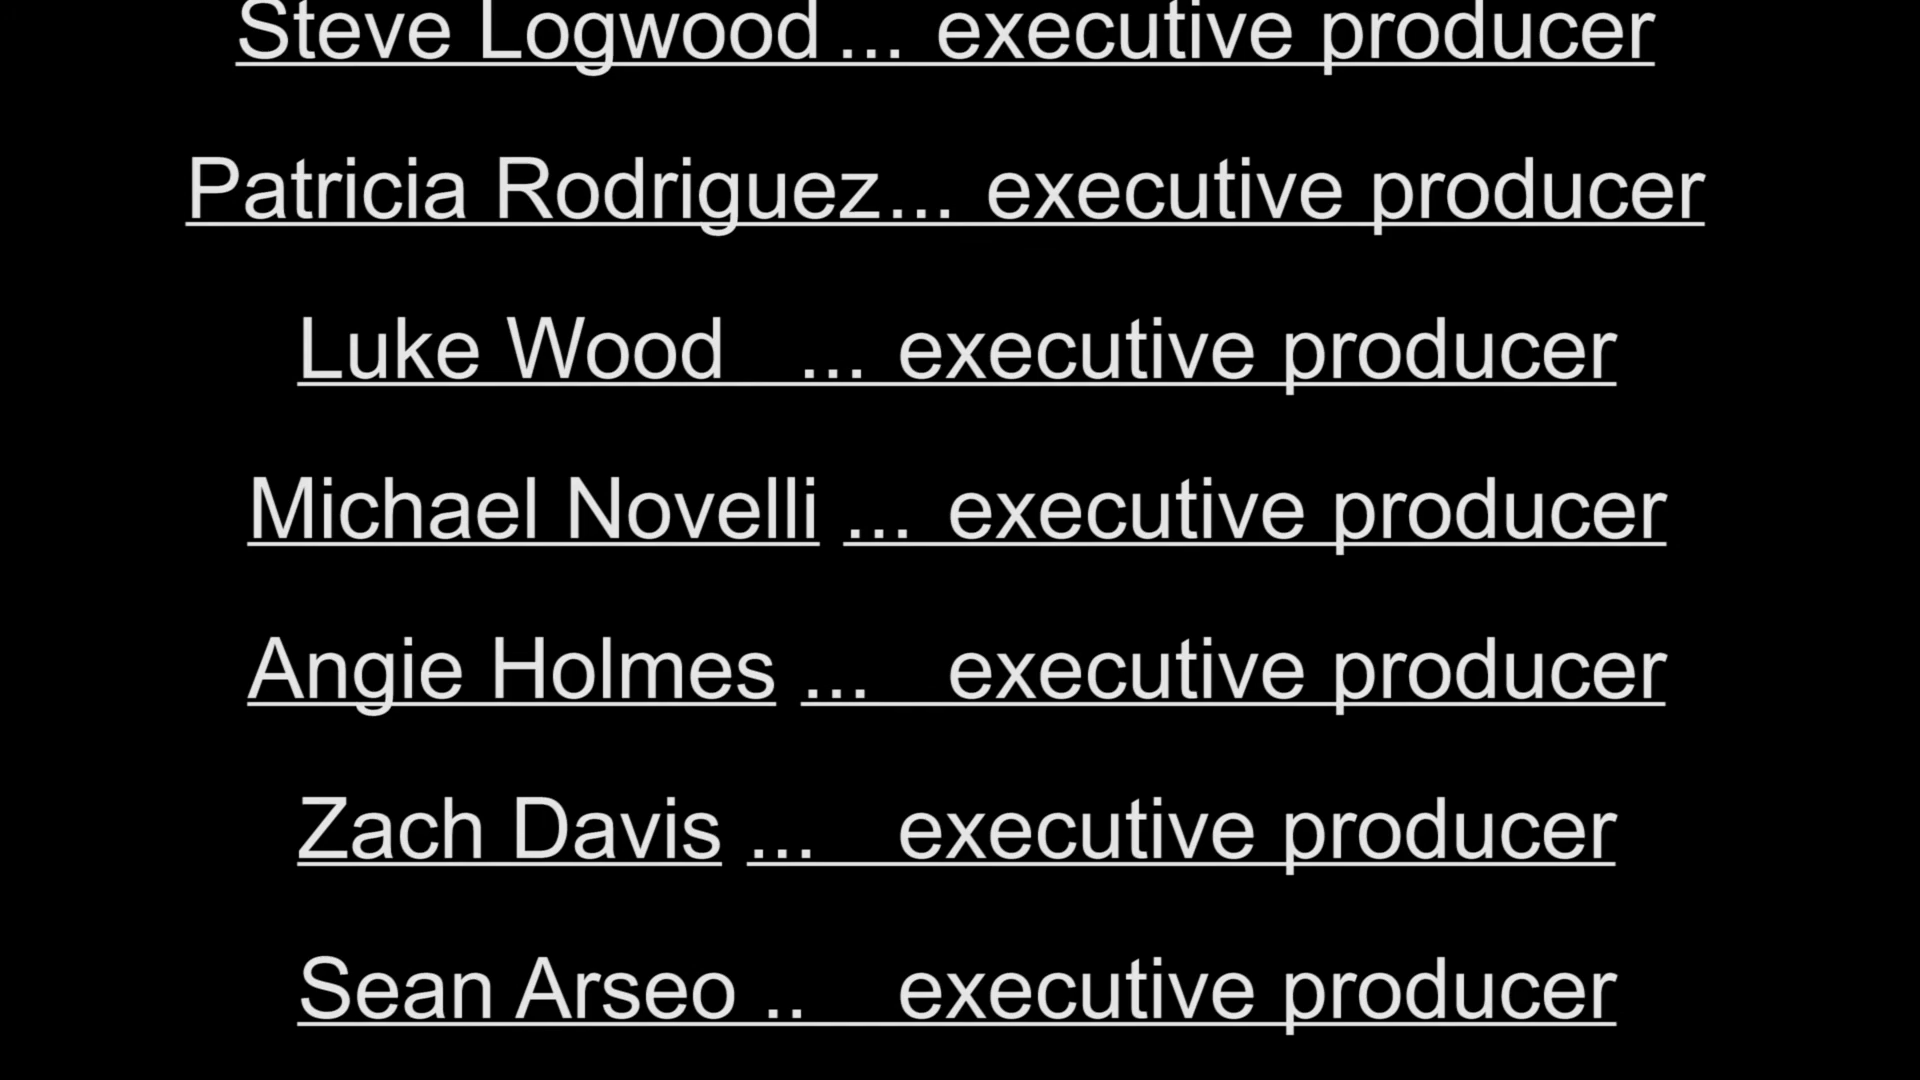 Steve Logwood ... executive producer
Patricia Rodriguez... executive producer
Luke Wood ... executive producer
Michael Novelli ... executive producer
Angie Holmes ... executive producer
Zach Davis ... executive producer
Sean Arseo .. executive producer